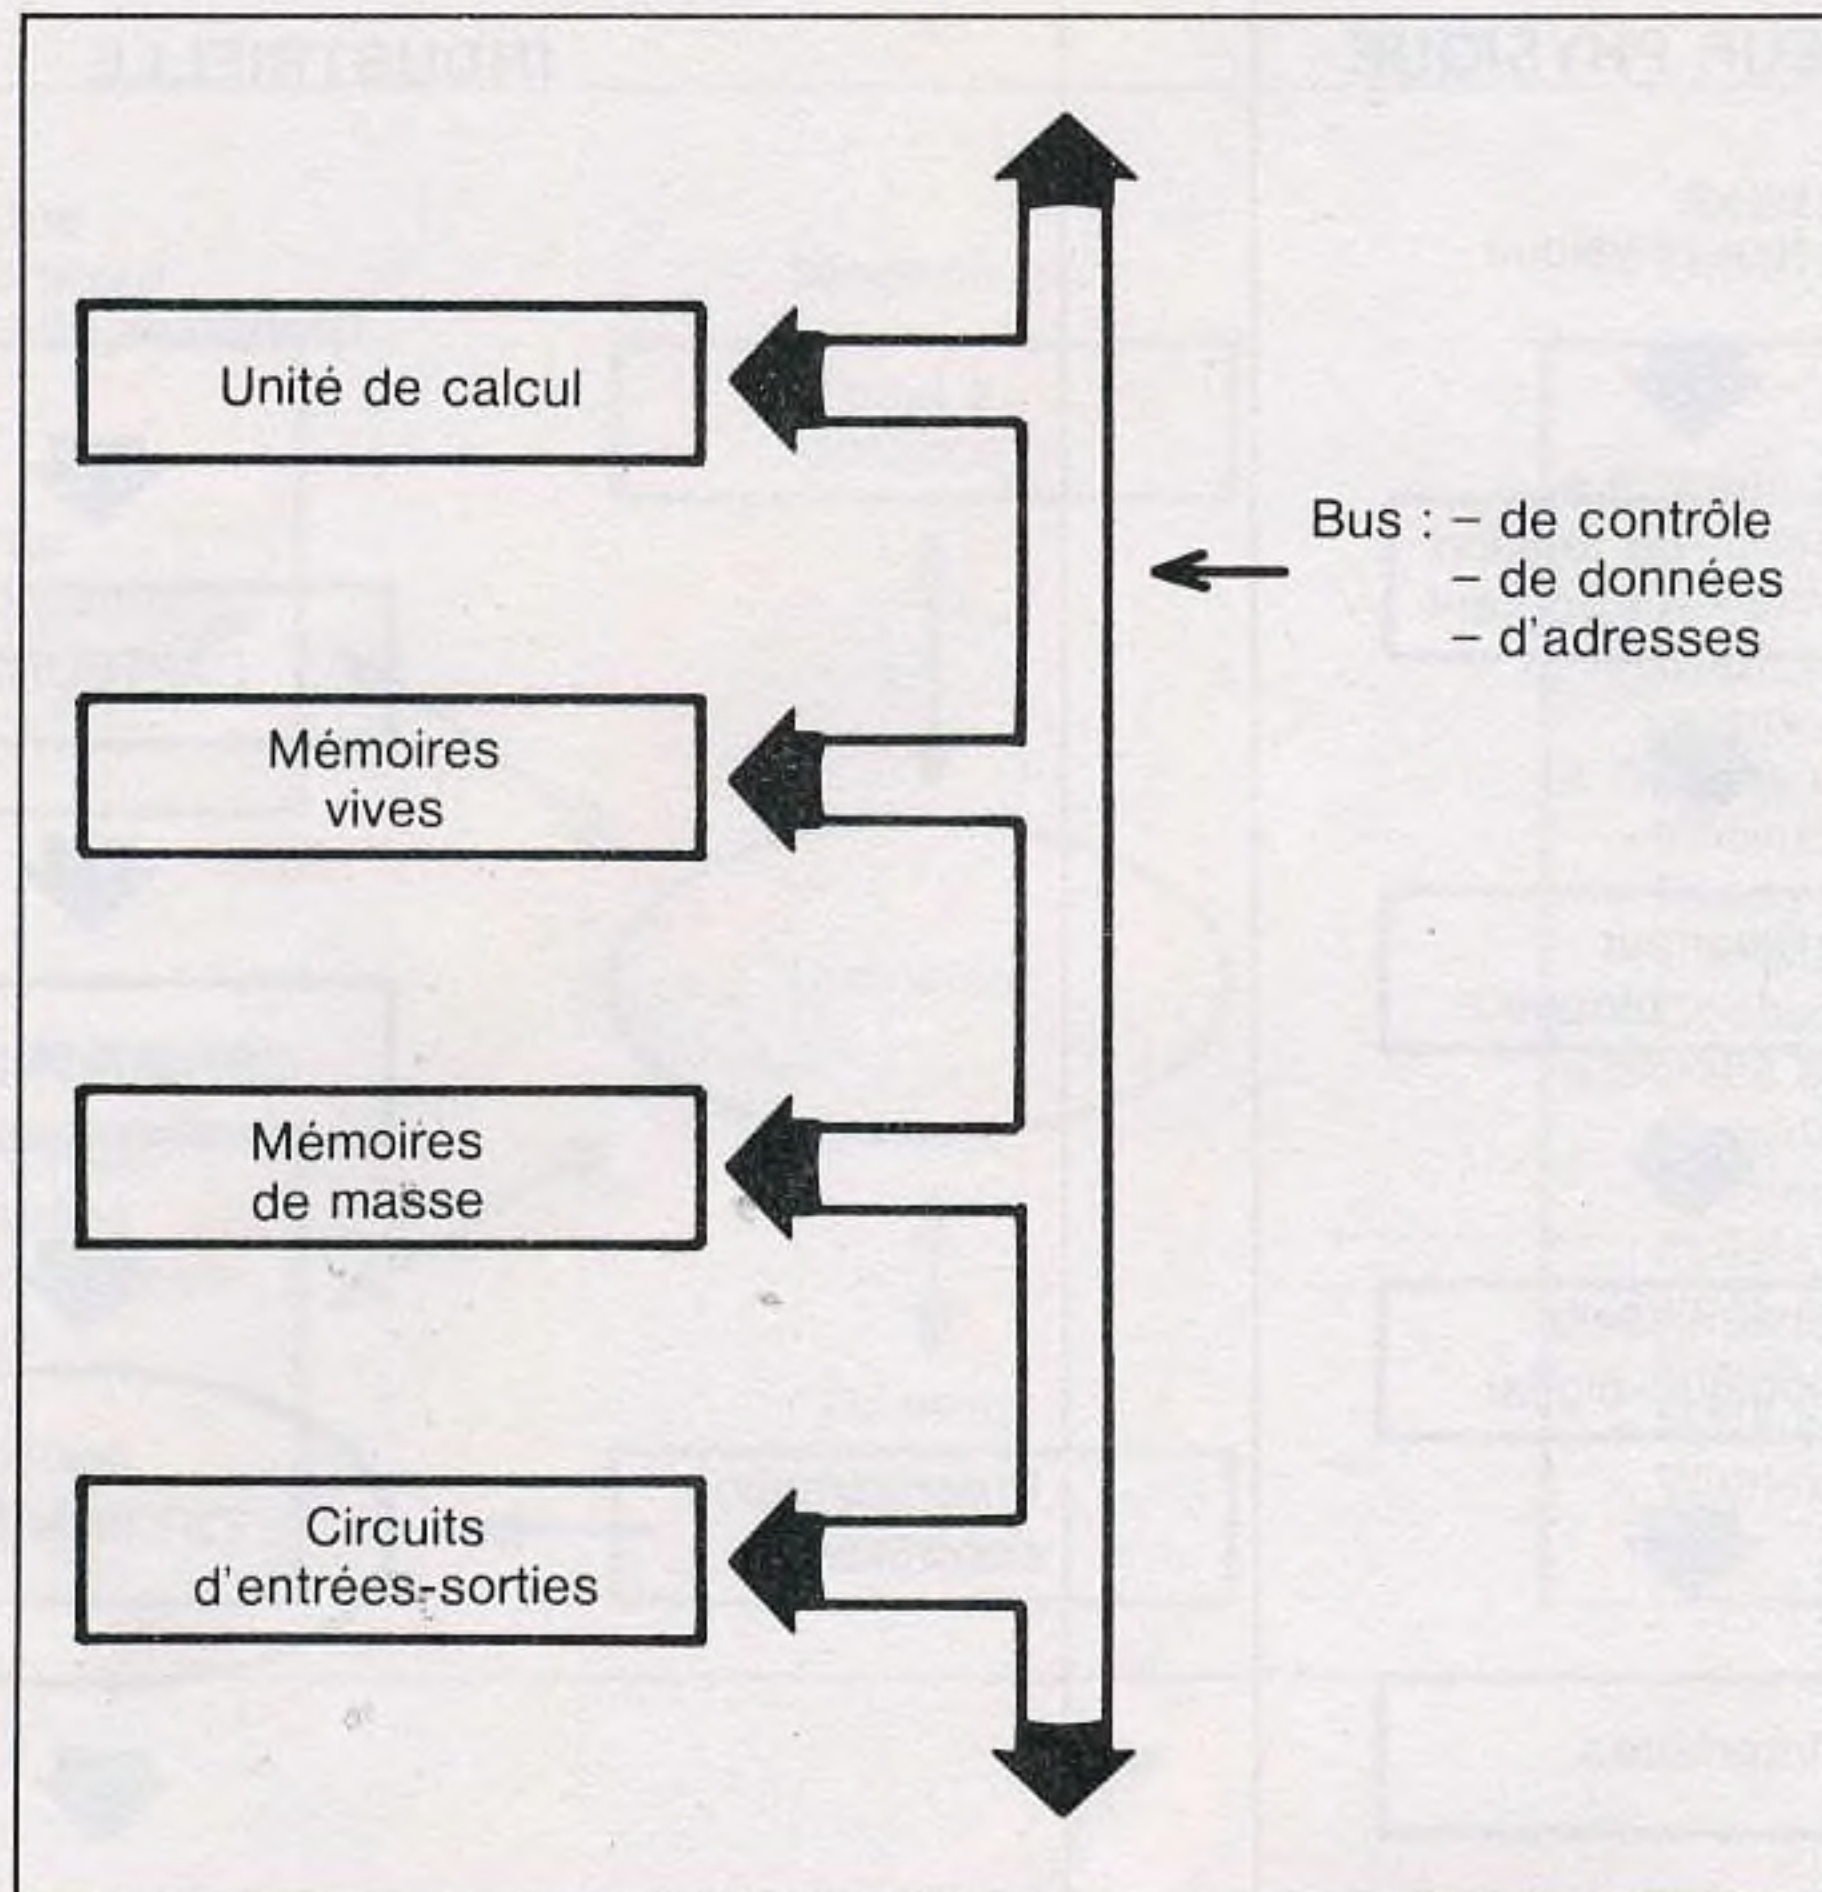 Unité de calcul
Bus : – de contrôle
– de données
– d'adresses
Mémoires
vives
Mémoires
de masse
Circuits
d'entrées-sorties